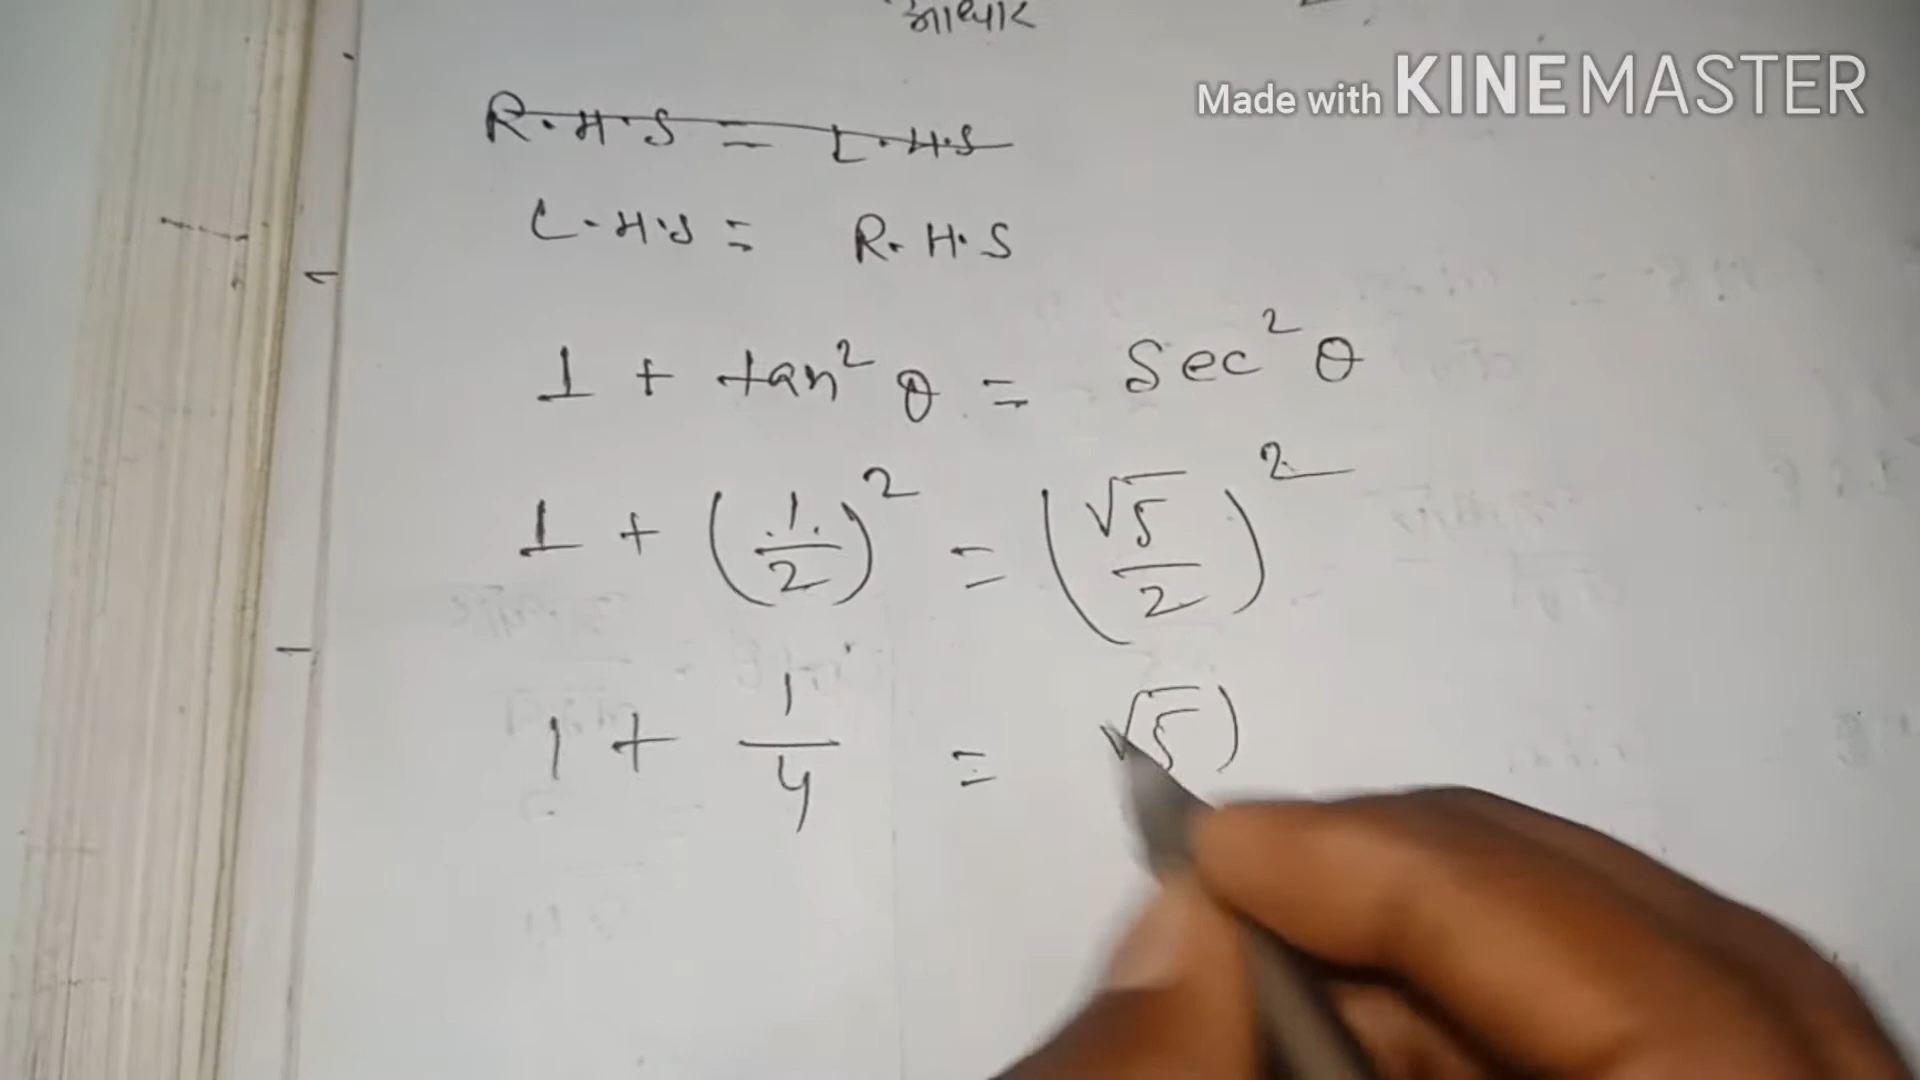 Made with KINEMASTER
R.H.S = L.H.S
L.H.S = R.H.S
1 + tan² θ = Sec² θ
1 + (1/2)² = (√5/2)²
1 + 1/4 = √5)